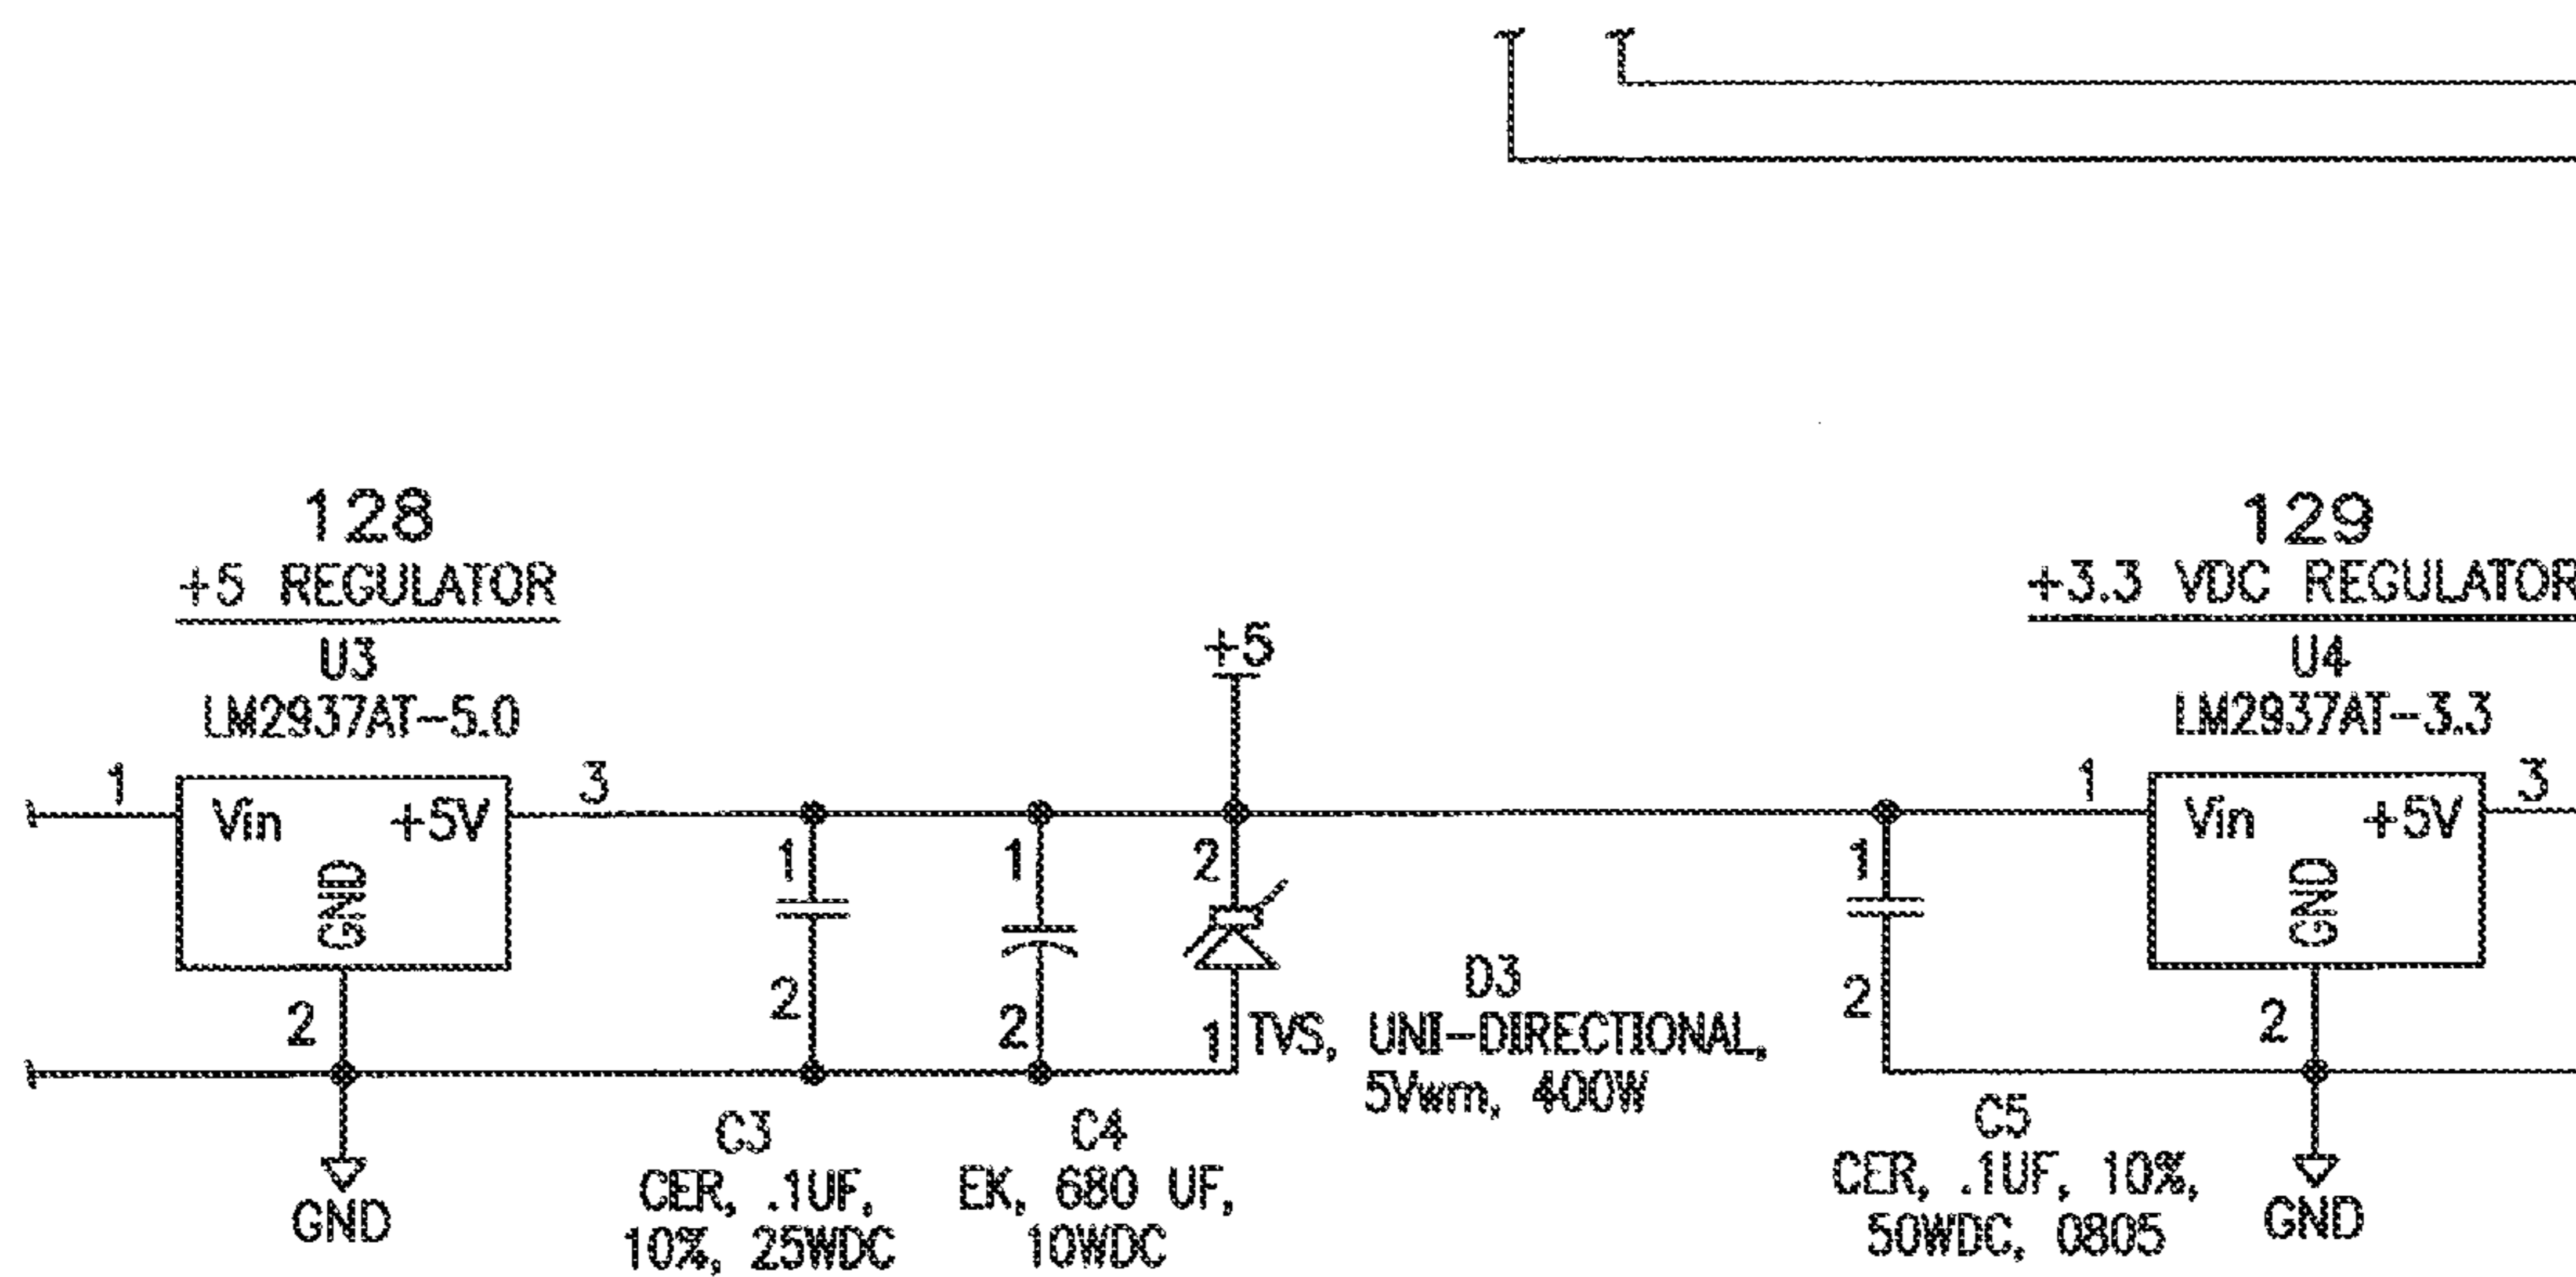 128
+5 REGULATOR
U3
LM2937AT-5.0
1
Vin
+5V
GND
3
2
GND
1
2
C3
CER, .1UF,
10%, 25WDC
1
2
C4
EK, 680 UF,
10WDC
+5
2
1
D3
TVS, UNI-DIRECTIONAL,
5Vwm, 400W
1
2
C5
CER, .1UF, 10%,
50WDC, 0805
129
+3.3 VDC REGULATOR
U4
LM2937AT-3.3
1
Vin
+5V
GND
3
2
GND